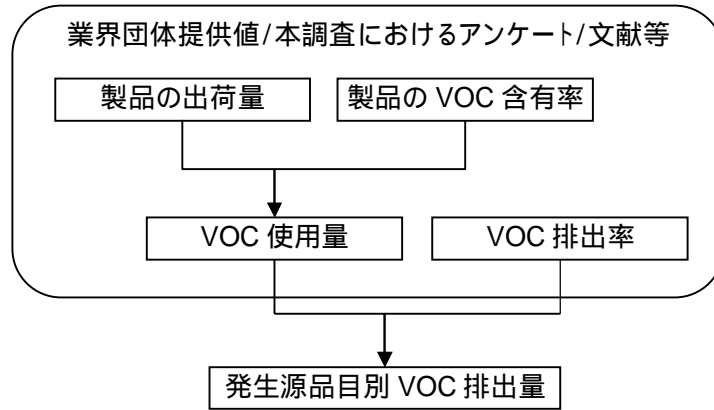 業界団体提供値/本調査におけるアンケート/文献等
製品の出荷量
製品の VOC 含有率
VOC 使用量
VOC 排出率
発生源品目別 VOC 排出量